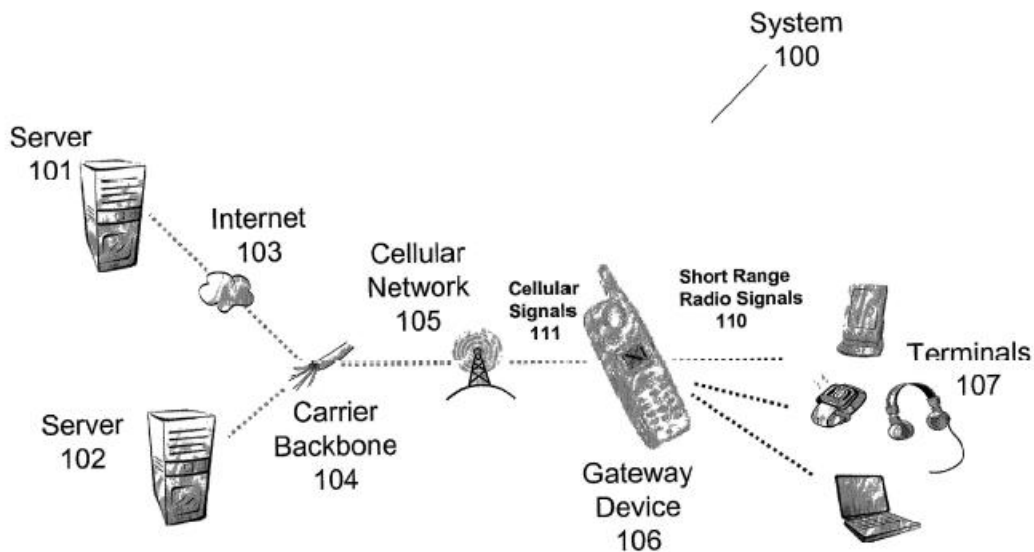 System
100
Server
101
Internet
103
Cellular
Network
105
Cellular
Signals
111
Short Range
Radio Signals
110
Terminals
107
Server
102
Carrier
Backbone
104
Gateway
Device
106